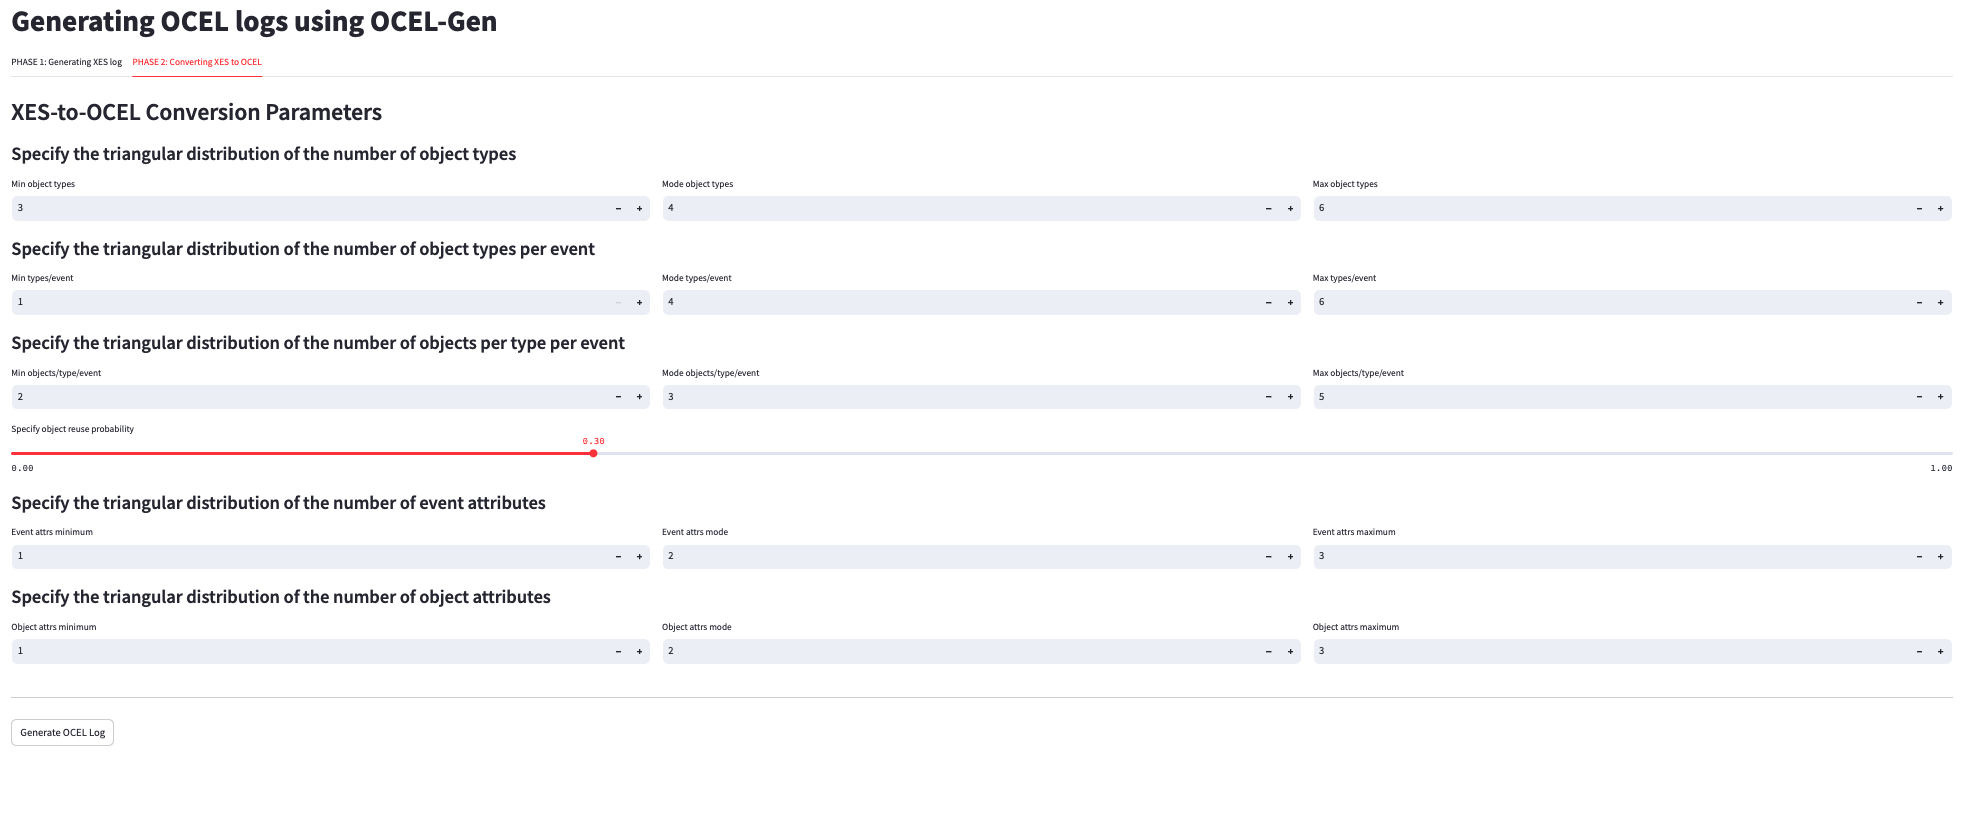 Generating OCEL logs using OCEL-Gen
PHASE 1: Generating XES log PHASE 2: Converting XES to OCEL
XES-to-OCEL Conversion Parameters
Specify the triangular distribution of the number of object types
Min object types Mode object types Max object types
3 − + 4 − + 6 − +
Specify the triangular distribution of the number of object types per event
Min types/event Mode types/event Max types/event
1 − + 4 − + 6 − +
Specify the triangular distribution of the number of objects per type per event
Min objects/type/event Mode objects/type/event Max objects/type/event
2 − + 3 − + 5 − +
Specify object reuse probability
0.30
0.00 1.00
Specify the triangular distribution of the number of event attributes
Event attrs minimum Event attrs mode Event attrs maximum
1 − + 2 − + 3 − +
Specify the triangular distribution of the number of object attributes
Object attrs minimum Object attrs mode Object attrs maximum
1 − + 2 − + 3 − +
Generate OCEL Log